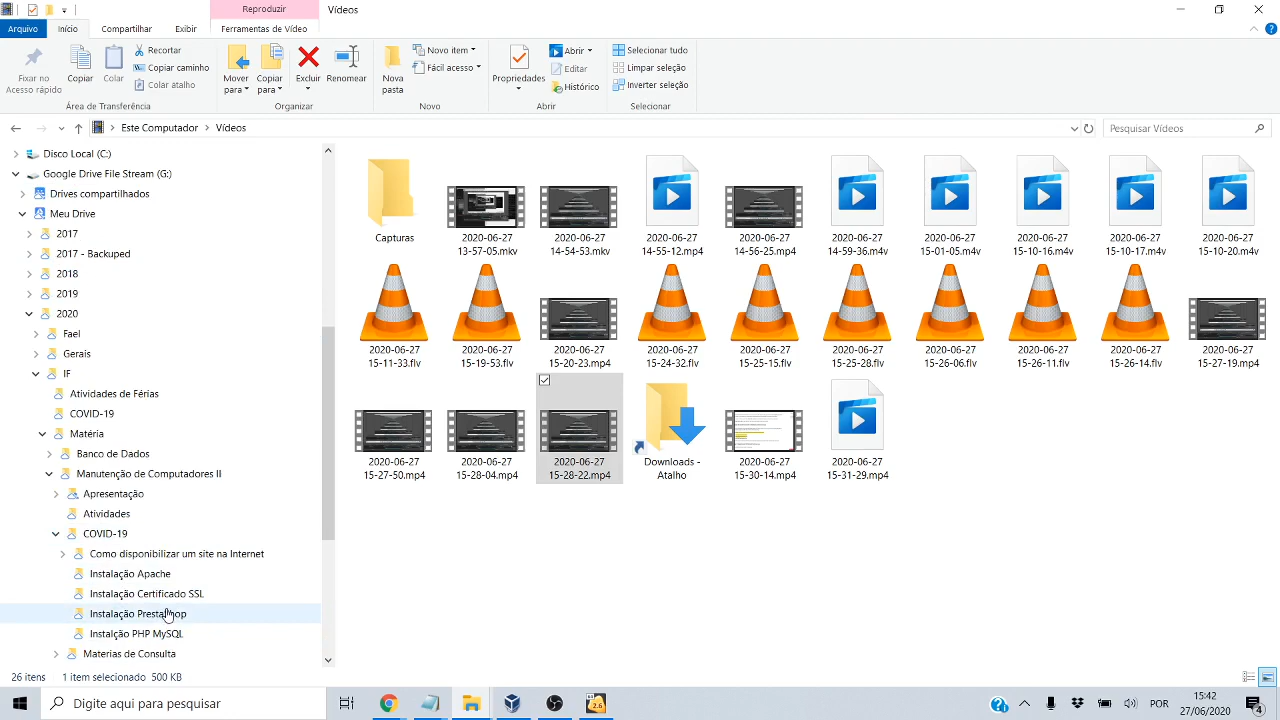 Reproduzir
Vídeos
Arquivo
Início
Compartilhar
Exibir
Ferramentas de Vídeo
Fixar no
Acesso rápido
Copiar
Colar
Recortar
Copiar caminho
Colar atalho
Mover
para
Copiar
para
Excluir
Renomear
Nova
pasta
Novo item
Fácil acesso
Propriedades
Abrir
Editar
Histórico
Selecionar tudo
Limpar seleção
Inverter seleção
Área de Transferência
Organizar
Novo
Abrir
Selecionar
Este Computador
Vídeos
Pesquisar Vídeos
Disco Local (C:)
Google Drive File Stream (G:)
Drives compartilhados
Meu Drive
2017
2017 - Backuped
2018
2019
2020
Fael
Gerais
IF
Atividades de Férias
COVID-19
Matéria
Banco de Dados
Manutenção de Computadores II
Apresentação
Atividades
COVID-19
Como disponibilizar um site na Internet
Instalação Apache
Instalação Certificado SSL
Instalação Prestashop
Instalção PHP MySQL
Materias de Consulta
Capturas
2020-06-27
13-57-05.mkv
2020-06-27
14-54-53.mkv
2020-06-27
14-55-12.mp4
2020-06-27
14-56-25.mp4
2020-06-27
14-59-36.m4v
2020-06-27
15-01-05.m4v
2020-06-27
15-10-16.m4v
2020-06-27
15-10-17.m4v
2020-06-27
15-10-20.m4v
2020-06-27
15-11-33.flv
2020-06-27
15-19-53.flv
2020-06-27
15-20-23.mp4
2020-06-27
15-24-32.flv
2020-06-27
15-25-15.flv
2020-06-27
15-25-28.flv
2020-06-27
15-26-06.flv
2020-06-27
15-26-11.flv
2020-06-27
15-26-14.flv
2020-06-27
15-27-19.mp4
2020-06-27
15-27-50.mp4
2020-06-27
15-28-04.mp4
2020-06-27
15-28-22.mp4
Downloads -
Atalho
2020-06-27
15-30-14.mp4
2020-06-27
15-31-29.mp4
26 itens
1 item selecionado 500 KB
Digite aqui para pesquisar
2.6
POR
15:42
27/06/2020
4